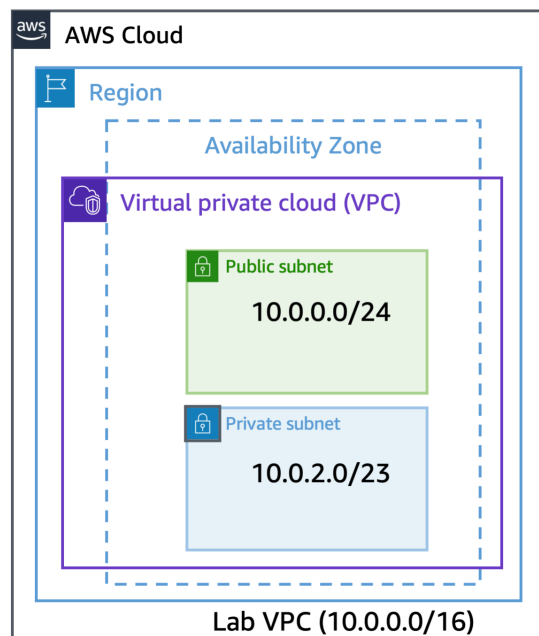 aws
AWS Cloud
Region
Availability Zone
Virtual private cloud (VPC)
Public subnet
10.0.0.0/24
Private subnet
10.0.2.0/23
Lab VPC (10.0.0.0/16)